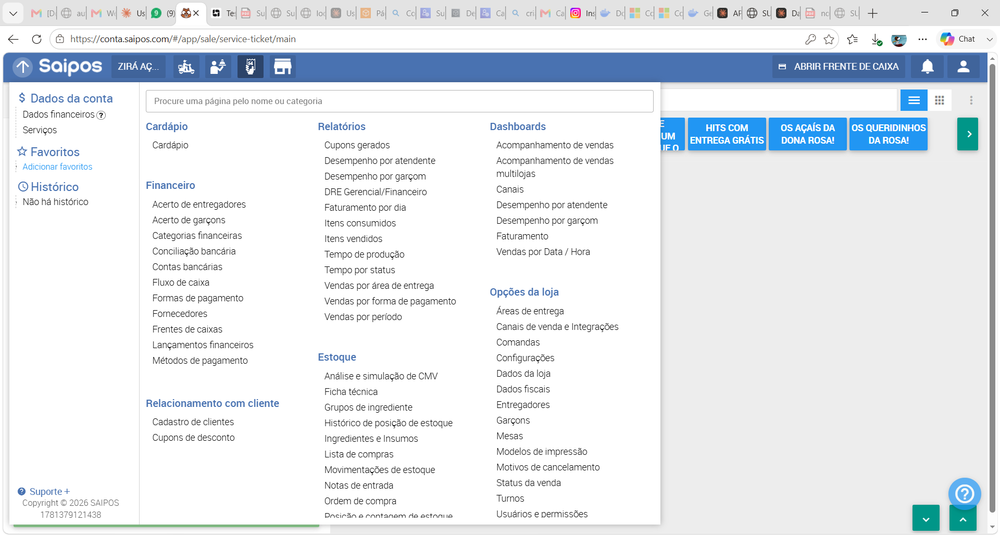 [D
au
We
Us
9
(9)
Tes
Su
Su
loc
Us
Pá
Co
Su
De
Ca
cri
Ca
Ins
Do
Co
Co
Ge
AF
SU
Da
nc
SU
https://conta.saipos.com/#/app/sale/service-ticket/main
Chat
Saipos
ZIRÁ AÇ...
54
ABRIR FRENTE DE CAIXA
Dados da conta
Dados financeiros ?
Serviços
Favoritos
Adicionar favoritos
Histórico
Não há histórico
Suporte +
Copyright © 2026 SAIPOS
1781379121438
Procure uma página pelo nome ou categoria
Cardápio
Cardápio
Financeiro
Acerto de entregadores
Acerto de garçons
Categorias financeiras
Conciliação bancária
Contas bancárias
Fluxo de caixa
Formas de pagamento
Fornecedores
Frentes de caixas
Lançamentos financeiros
Métodos de pagamento
Relacionamento com cliente
Cadastro de clientes
Cupons de desconto
Relatórios
Cupons gerados
Desempenho por atendente
Desempenho por garçom
DRE Gerencial/Financeiro
Faturamento por dia
Itens consumidos
Itens vendidos
Tempo de produção
Tempo por status
Vendas por área de entrega
Vendas por forma de pagamento
Vendas por período
Estoque
Análise e simulação de CMV
Ficha técnica
Grupos de ingrediente
Histórico de posição de estoque
Ingredientes e Insumos
Lista de compras
Movimentações de estoque
Notas de entrada
Ordem de compra
Posição e contagem de estoque
Dashboards
Acompanhamento de vendas
Acompanhamento de vendas
multilojas
Canais
Desempenho por atendente
Desempenho por garçom
Faturamento
Vendas por Data / Hora
Opções da loja
Áreas de entrega
Canais de venda e Integrações
Comandas
Configurações
Dados da loja
Dados fiscais
Entregadores
Garçons
Mesas
Modelos de impressão
Motivos de cancelamento
Status da venda
Turnos
Usuários e permissões
E
UM
UE O
HITS COM
ENTREGA GRÁTIS
OS AÇAÍS DA
DONA ROSA!
OS QUERIDINHOS
DA ROSA!